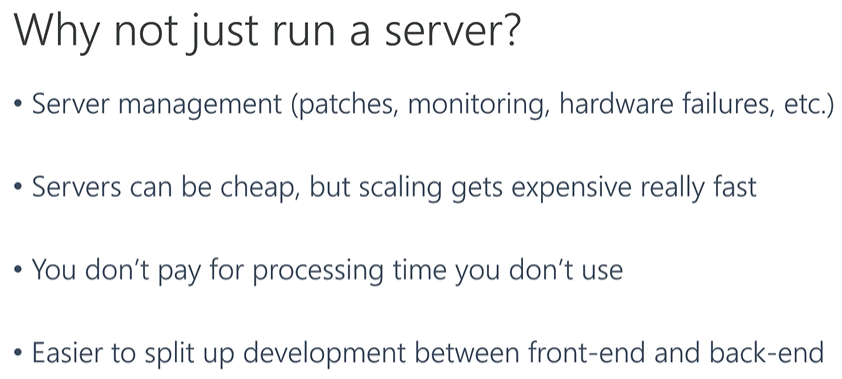 Why not just run a server?
• Server management (patches, monitoring, hardware failures, etc.)
• Servers can be cheap, but scaling gets expensive really fast
• You don’t pay for processing time you don’t use
• Easier to split up development between front-end and back-end